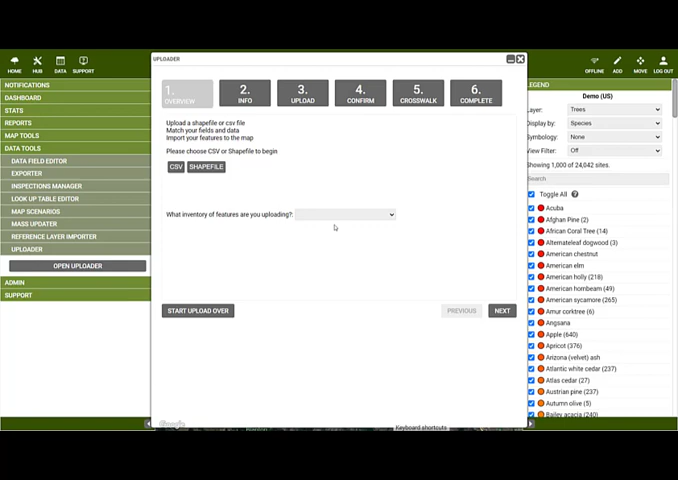 HOME HUB DATA SUPPORT
OFFLINE ADD MOVE LOG OUT
NOTIFICATIONS
DASHBOARD
STATS
REPORTS
MAP TOOLS
DATA TOOLS
DATA FIELD EDITOR
EXPORTER
INSPECTIONS MANAGER
LOOK UP TABLE EDITOR
MAP SCENARIOS
MASS UPDATER
REFERENCE LAYER IMPORTER
UPLOADER
OPEN UPLOADER
ADMIN
SUPPORT
UPLOADER
1. OVERVIEW
2. INFO
3. UPLOAD
4. CONFIRM
5. CROSSWALK
6. COMPLETE
Upload a shapefile or csv file
Match your fields and data
Import your features to the map
Please choose CSV or Shapefile to begin
CSV SHAPEFILE
What inventory of features are you uploading?:
START UPLOAD OVER
PREVIOUS NEXT
Google
Keyboard shortcuts
LEGEND
Demo (US)
Layer: Trees
Display by: Species
Symbology: None
View Filter: Off
Showing 1,000 of 24,042 sites.
Search
Toggle All ?
Acuba
Afghan Pine (2)
African Coral Tree (14)
Alternateleaf dogwood (3)
American chestnut
American elm
American holly (218)
American hornbeam (49)
American sycamore (265)
Amur corktree (6)
Angsana
Apple (640)
Apricot (376)
Arizona (velvet) ash
Atlantic white cedar (237)
Atlas cedar (27)
Austrian pine (237)
Autumn olive (5)
Bailey acacia (240)